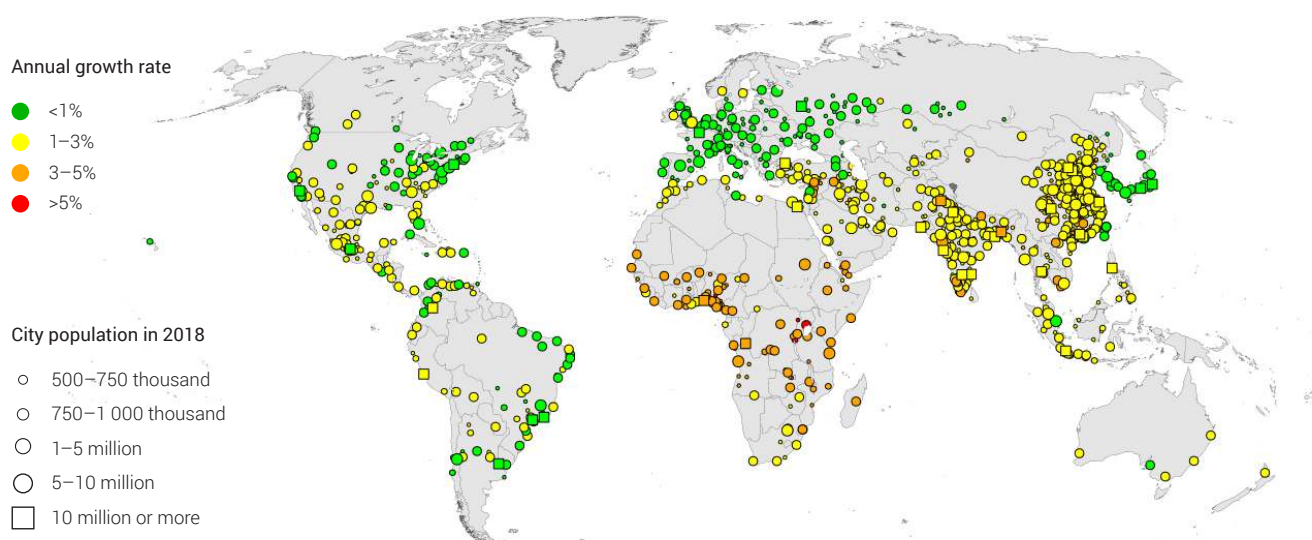 Annual growth rate
<1%
1–3%
3–5%
>5%
City population in 2018
500–750 thousand
750–1 000 thousand
1–5 million
5–10 million
10 million or more